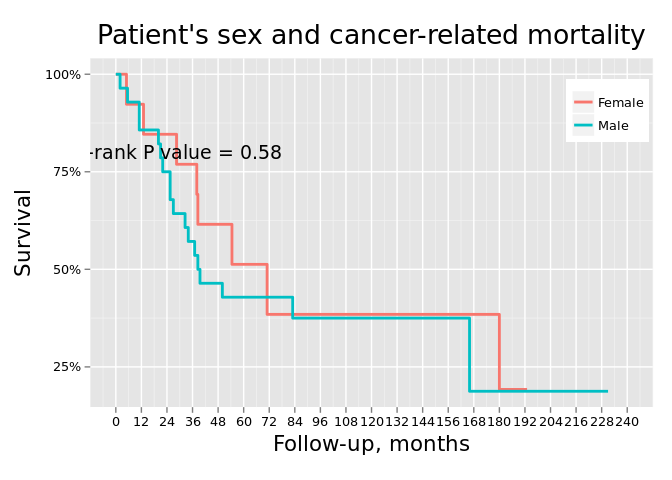 Patient's sex and cancer-related mortality
100%
75%
50%
25%
Survival
-rank P value = 0.58
Female
Male
0 12 24 36 48 60 72 84 96 108 120 132 144 156 168 180 192 204 216 228 240
Follow-up, months